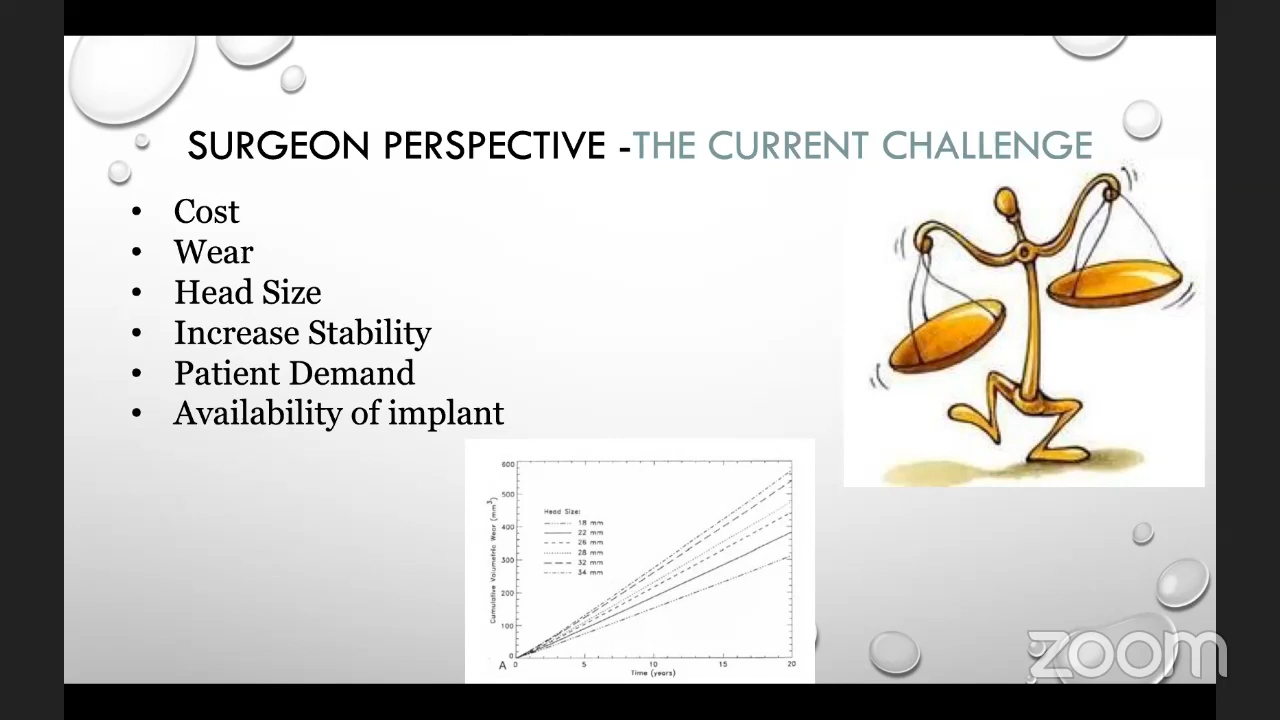 SURGEON PERSPECTIVE -THE CURRENT CHALLENGE
• Cost
• Wear
• Head Size
• Increase Stability
• Patient Demand
• Availability of implant
600
500
400
300
200
100
0
Cumulative Volumetric Wear (mm³)
Head Size:
18 mm
22 mm
26 mm
28 mm
32 mm
34 mm
A
0 5 10 15 20
Time (years)
zoom